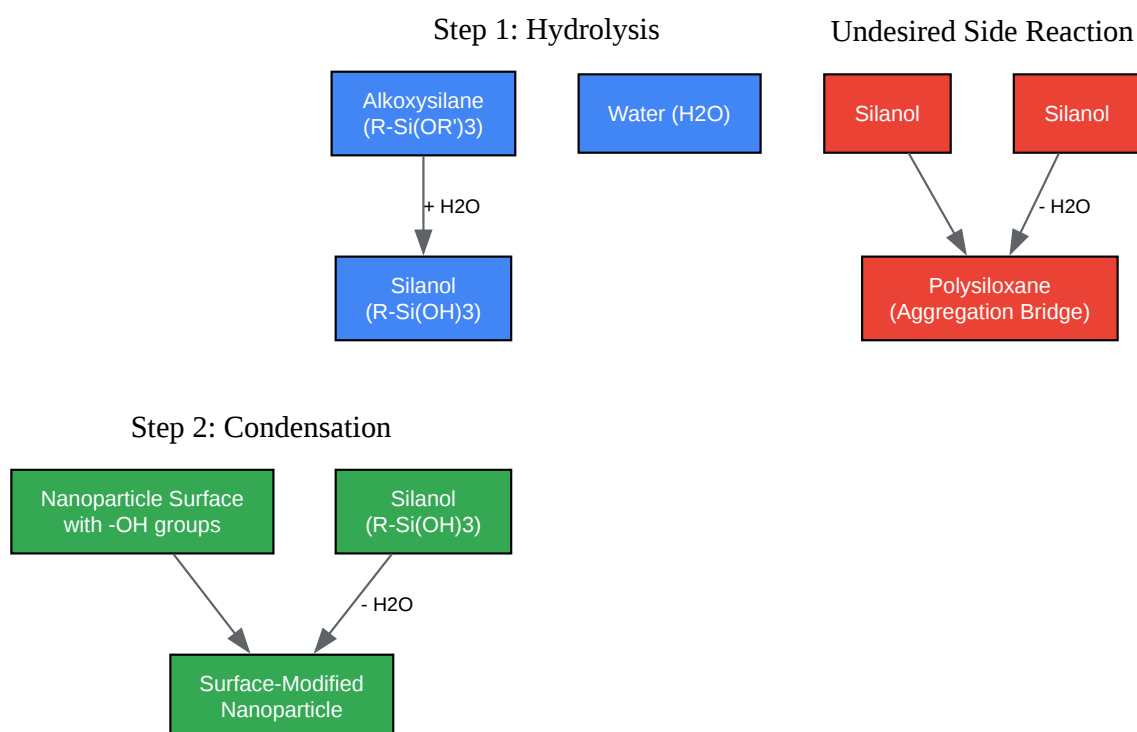 Step 1: Hydrolysis
Alkoxysilane
(R-Si(OR')3)
Water (H2O)
+ H2O
Silanol
(R-Si(OH)3)
Undesired Side Reaction
Silanol
Silanol
- H2O
Polysiloxane
(Aggregation Bridge)
Step 2: Condensation
Nanoparticle Surface
with -OH groups
Silanol
(R-Si(OH)3)
- H2O
Surface-Modified
Nanoparticle